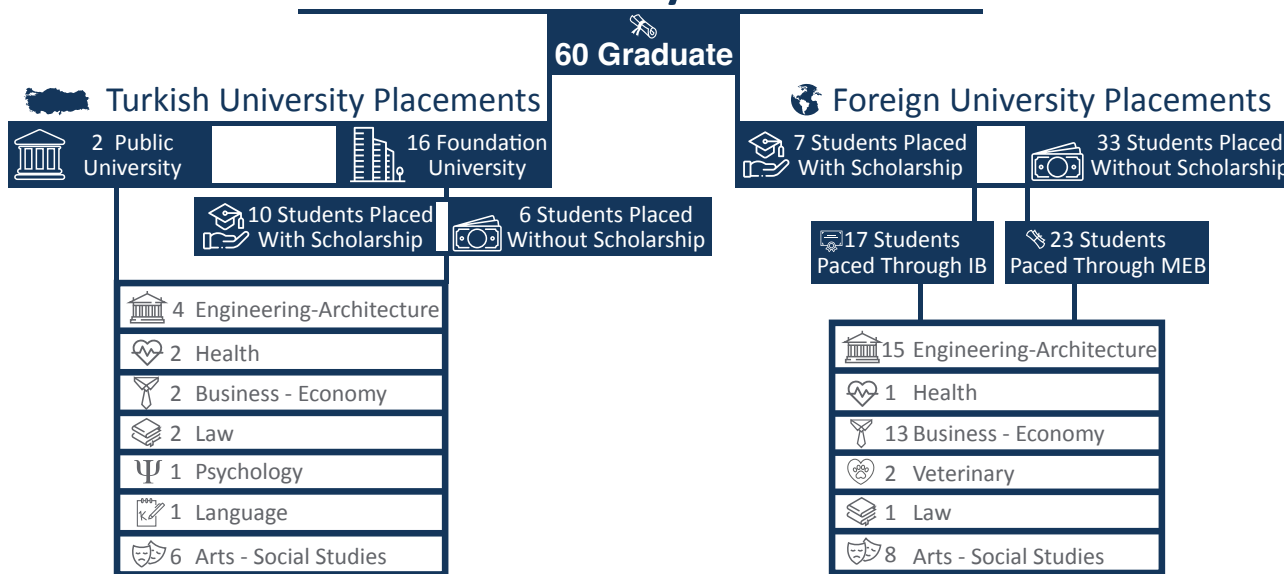 60 Graduate
Turkish University Placements
2 Public
University
16 Foundation
University
10 Students Placed
With Scholarship
6 Students Placed
Without Scholarship
4 Engineering-Architecture
2 Health
2 Business - Economy
2 Law
1 Psychology
1 Language
6 Arts - Social Studies
Foreign University Placements
7 Students Placed
With Scholarship
33 Students Placed
Without Scholarship
17 Students
Paced Through IB
23 Students
Paced Through MEB
15 Engineering-Architecture
1 Health
13 Business - Economy
2 Veterinary
1 Law
8 Arts - Social Studies